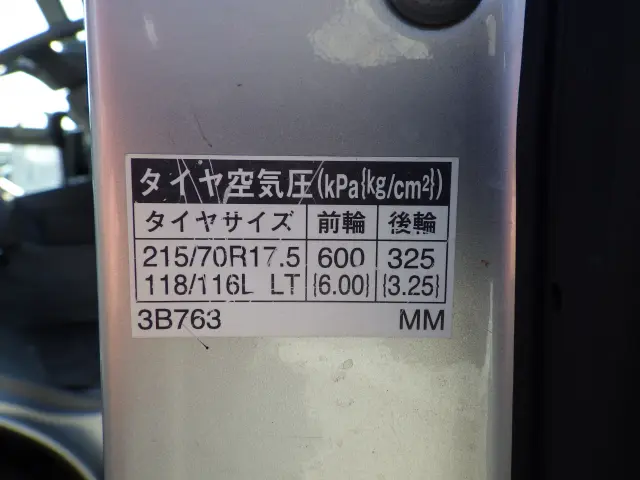 タイヤ空気圧(kPa{kg/cm²})
タイヤサイズ 前輪 後輪
215/70R17.5 600 325
118/116L LT {6.00} {3.25}
3B763 MM